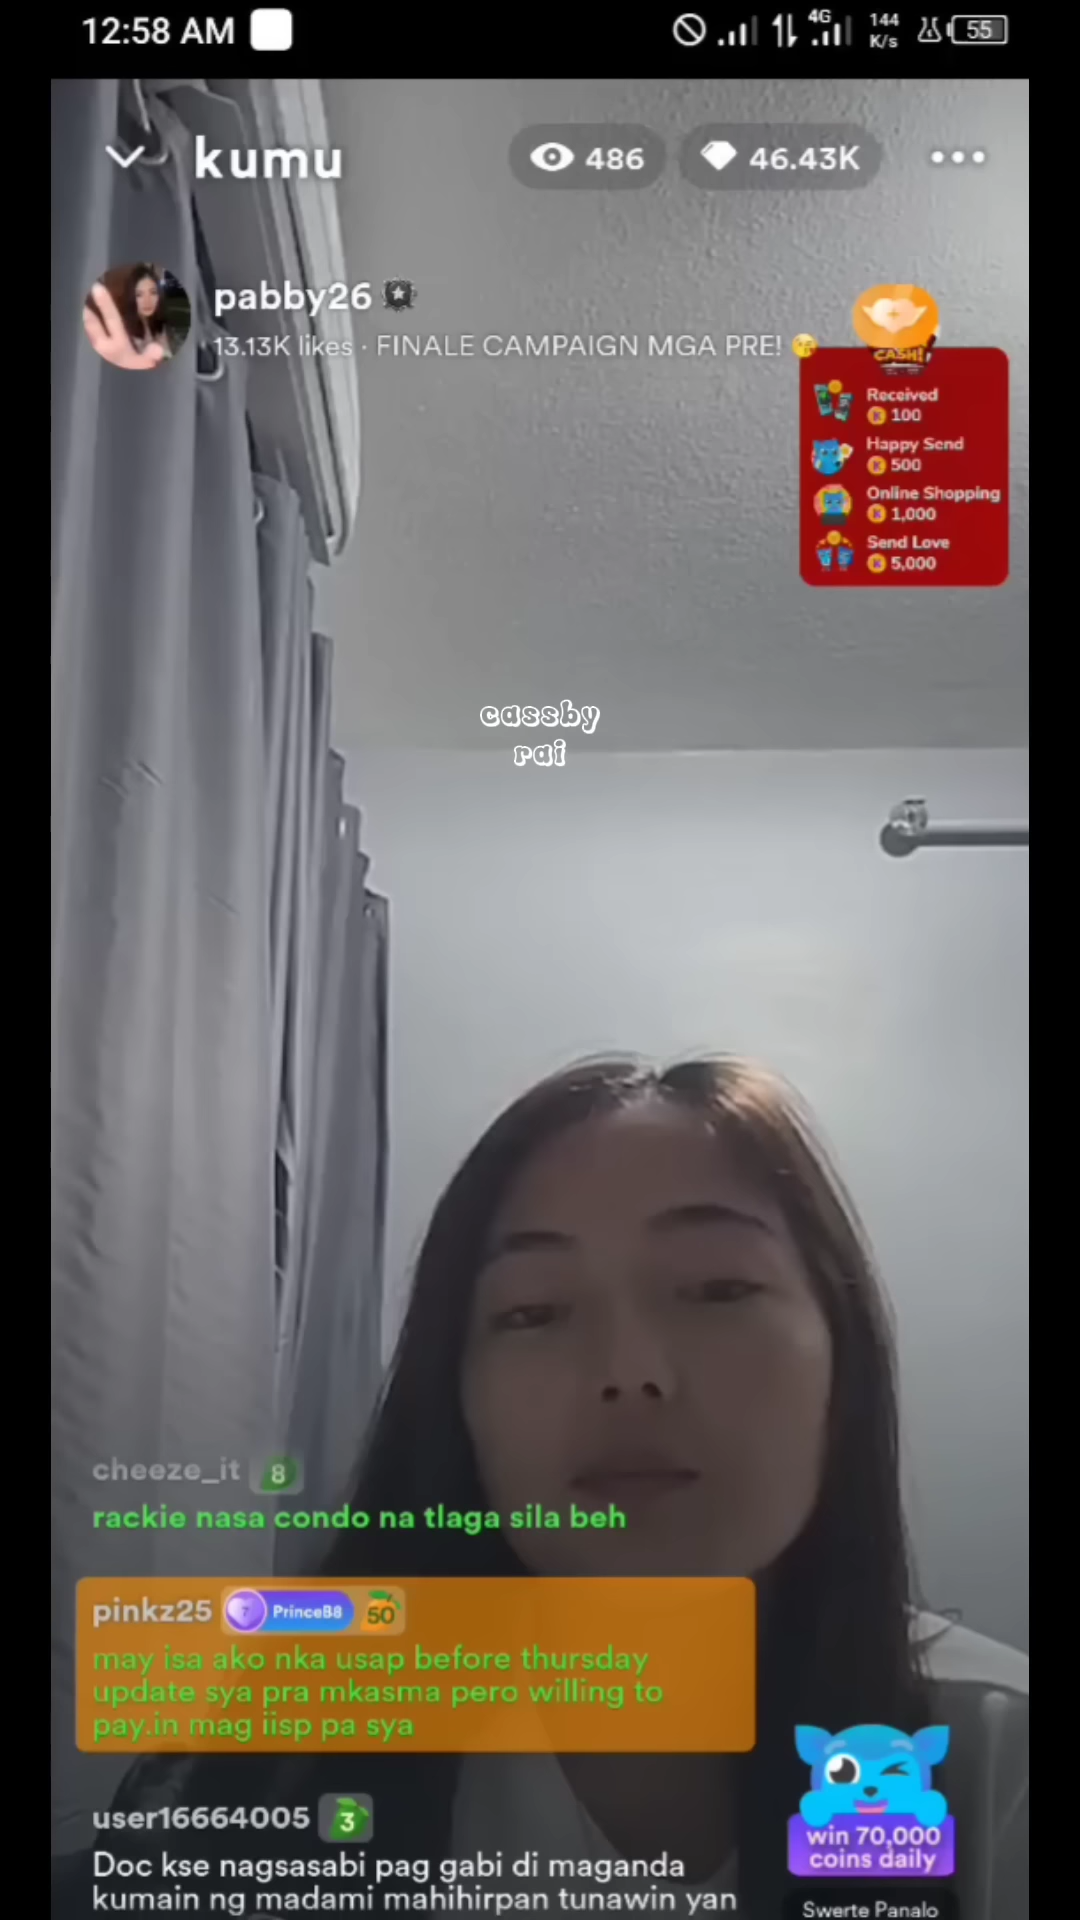 12:58 AM
4G
144
K/s
55
kumu
486
46.43K
pabby26
13.13K likes · FINALE CAMPAIGN MGA PRE! 😘
CASH!
Received
100
Happy Send
500
Online Shopping
1,000
Send Love
5,000
cassby
rai
cheeze_it 8
rackie nasa condo na tlaga sila beh
pinkz25 7 PrinceB8 50
may isa ako nka usap before thursday
update sya pra mkasma pero willing to
pay.in mag iisp pa sya
user16664005 3
Doc kse nagsasabi pag gabi di maganda
kumain ng madami mahihirpan tunawin yan
win 70,000
coins daily
Swerte Panalo